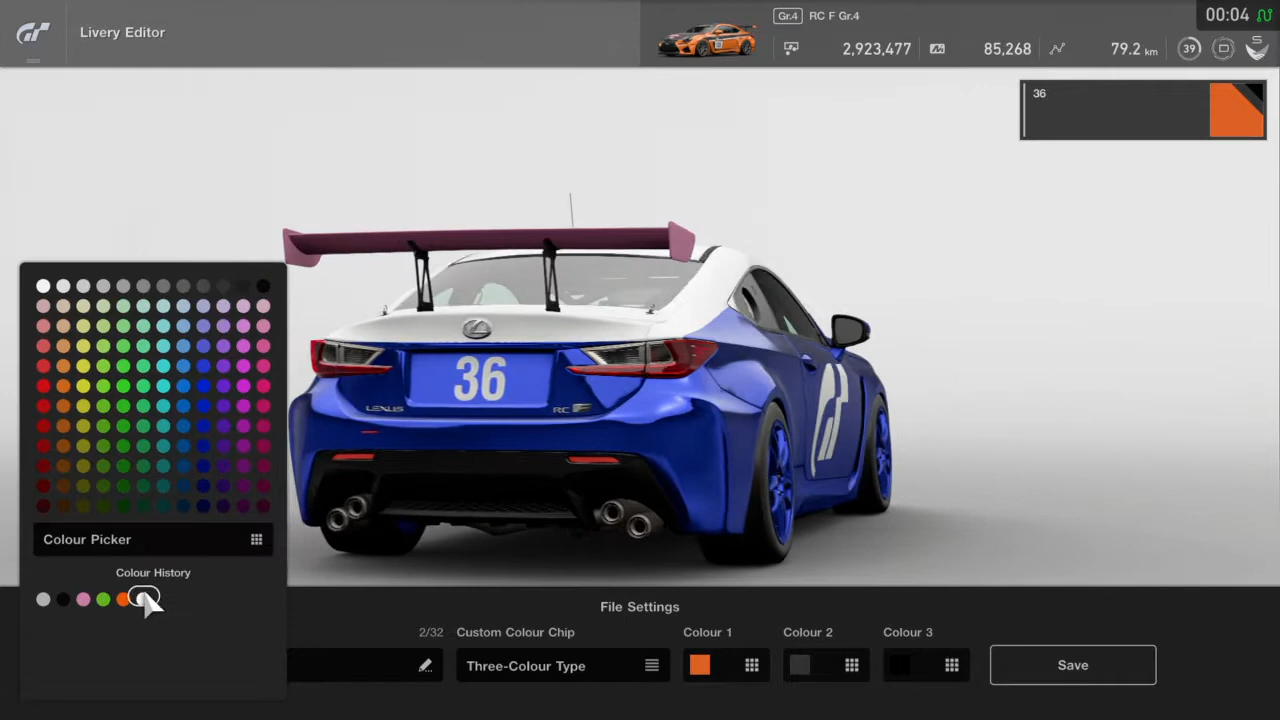 Livery Editor
Gr.4 RC F Gr.4
2,923,477 85,268 79.2 km 39 S
00:04
36
36
LEXUS RC F
Colour Picker
Colour History
File Settings
2/32 Custom Colour Chip Colour 1 Colour 2 Colour 3
Three-Colour Type
Save